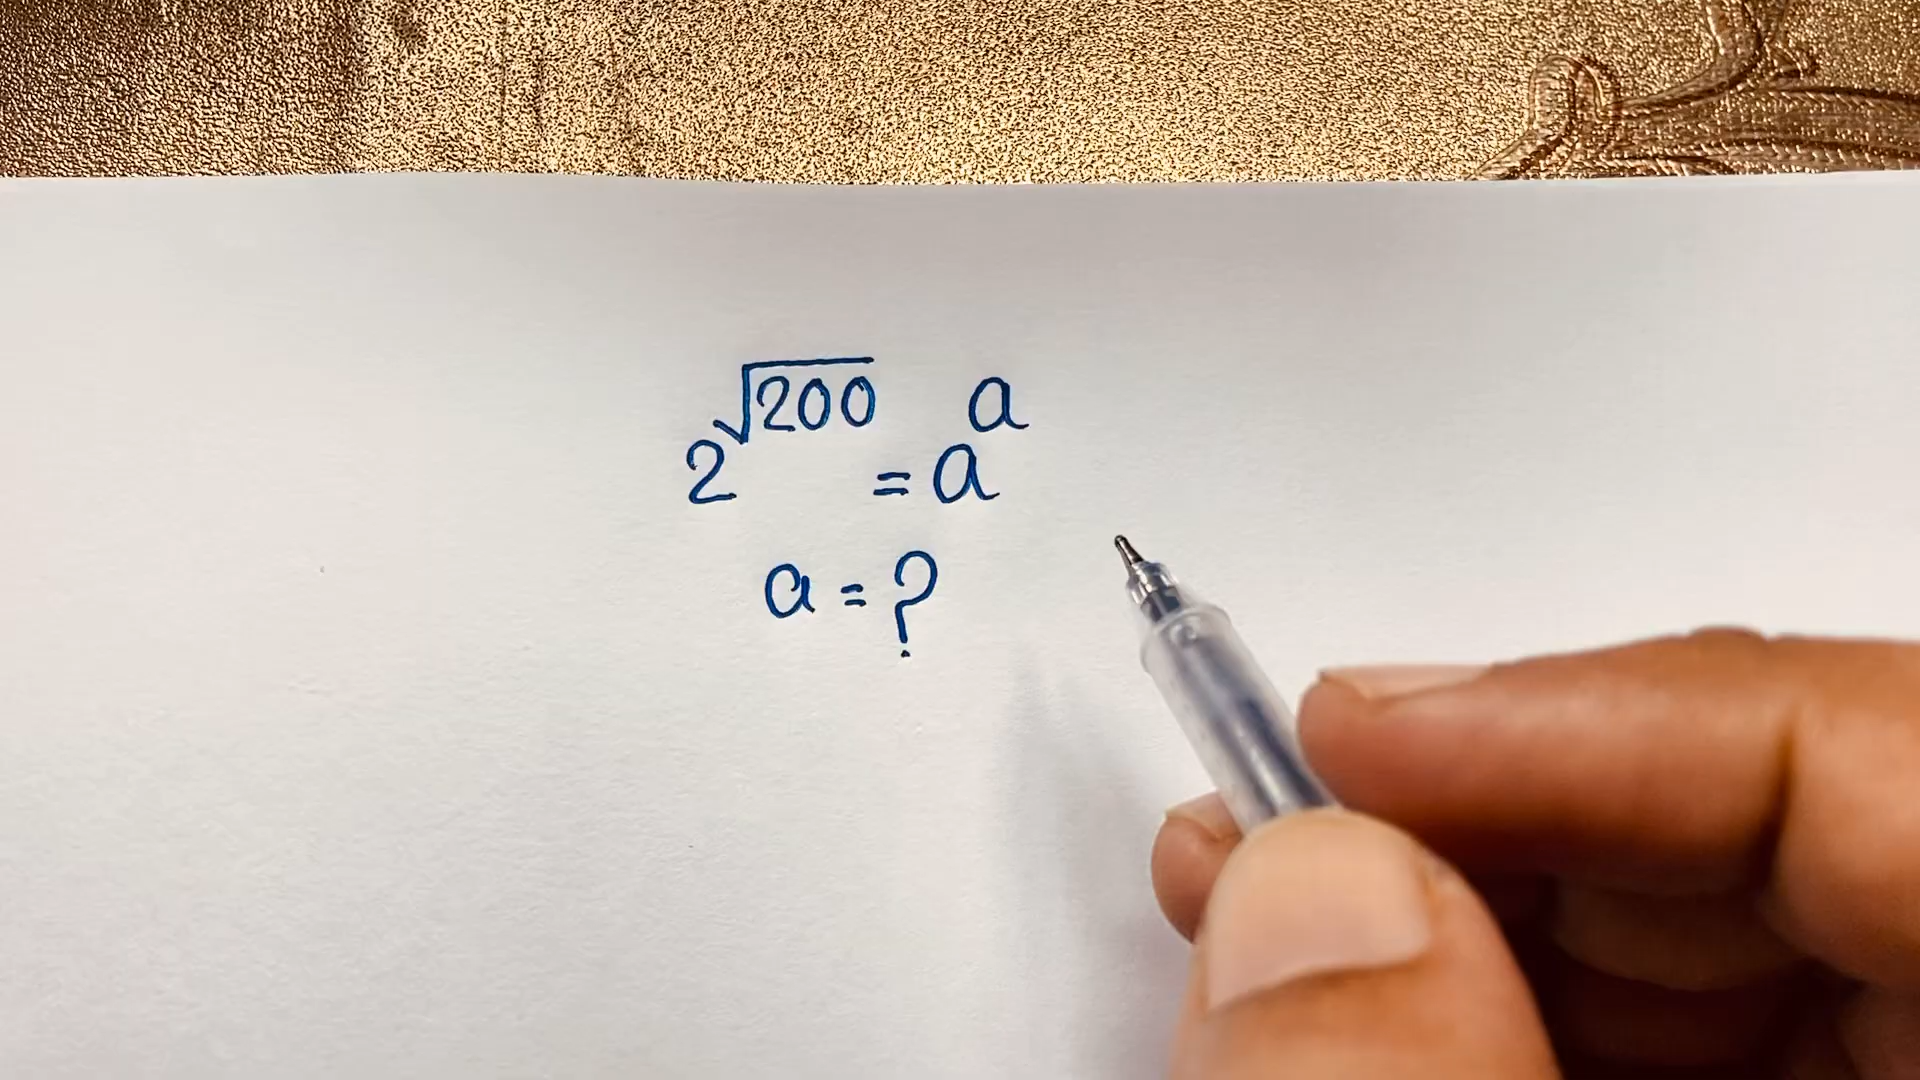 2^√200 = a^a
a = ?